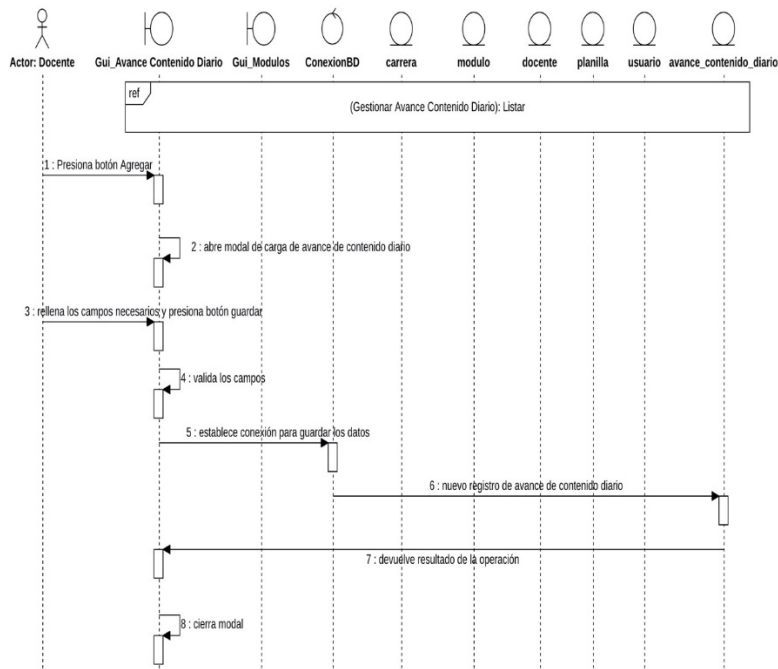 Actor: Docente
Gui_Avance Contenido Diario
Gui_Modulos
ConexionBD
carrera
modulo
docente
planilla
usuario
avance_contenido_diario
ref
(Gestionar Avance Contenido Diario): Listar
1 : Presiona botón Agregar
2 : abre modal de carga de avance de contenido diario
3 : rellena los campos necesarios y presiona botón guardar
4 : valida los campos
5 : establece conexión para guardar los datos
6 : nuevo registro de avance de contenido diario
7 : devuelve resultado de la operación
8 : cierra modal